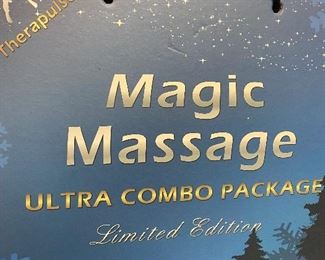 Therapulse
Magic
Massage
ULTRA COMBO PACKAGE
Limited Edition